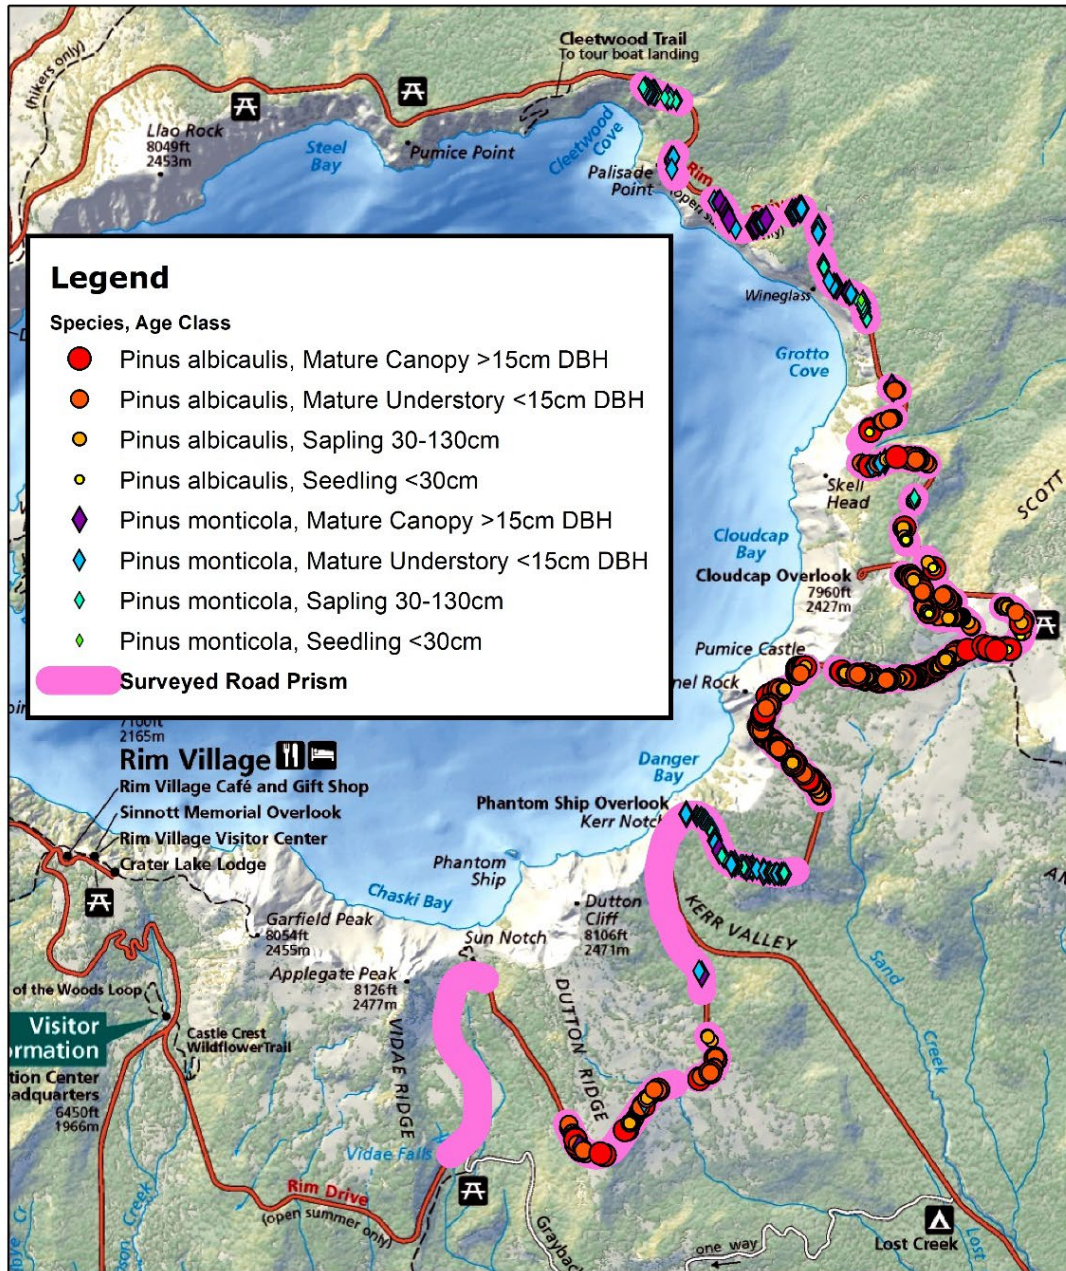 Cleetwood Trail
To tour boat landing
(hikers only)
Llao Rock
8049ft
2453m
Steel
Bay
Pumice Point
Cleetwood
Cove
Palisade
Point
Rim
Wineglass
Grotto
Cove
Legend
Species, Age Class
Pinus albicaulis, Mature Canopy >15cm DBH
Pinus albicaulis, Mature Understory <15cm DBH
Pinus albicaulis, Sapling 30-130cm
Pinus albicaulis, Seedling <30cm
Pinus monticola, Mature Canopy >15cm DBH
Pinus monticola, Mature Understory <15cm DBH
Pinus monticola, Sapling 30-130cm
Pinus monticola, Seedling <30cm
Surveyed Road Prism
Skell
Head
SCOTT
Cloudcap
Bay
Cloudcap Overlook
7960ft
2427m
Pumice Castle
nel Rock
7100ft
2165m
Rim Village
Rim Village Café and Gift Shop
Sinnott Memorial Overlook
Rim Village Visitor Center
Crater Lake Lodge
Danger
Bay
Phantom Ship Overlook
Kerr Notch
Phantom
Ship
Chaski Bay
Dutton
Cliff
8106ft
2471m
KERR VALLEY
Garfield Peak
8054ft
2455m
Sun Notch
Applegate Peak
8126ft
2477m
VIDAE RIDGE
DUTTON RIDGE
Sand
Creek
of the Woods Loop
Visitor
ormation
Castle Crest
WildflowerTrail
tion Center
eadquarters
6450ft
1966m
Vidae Falls
Rim Drive
(open summer only)
Grayback
one way
Lost Creek
Lost